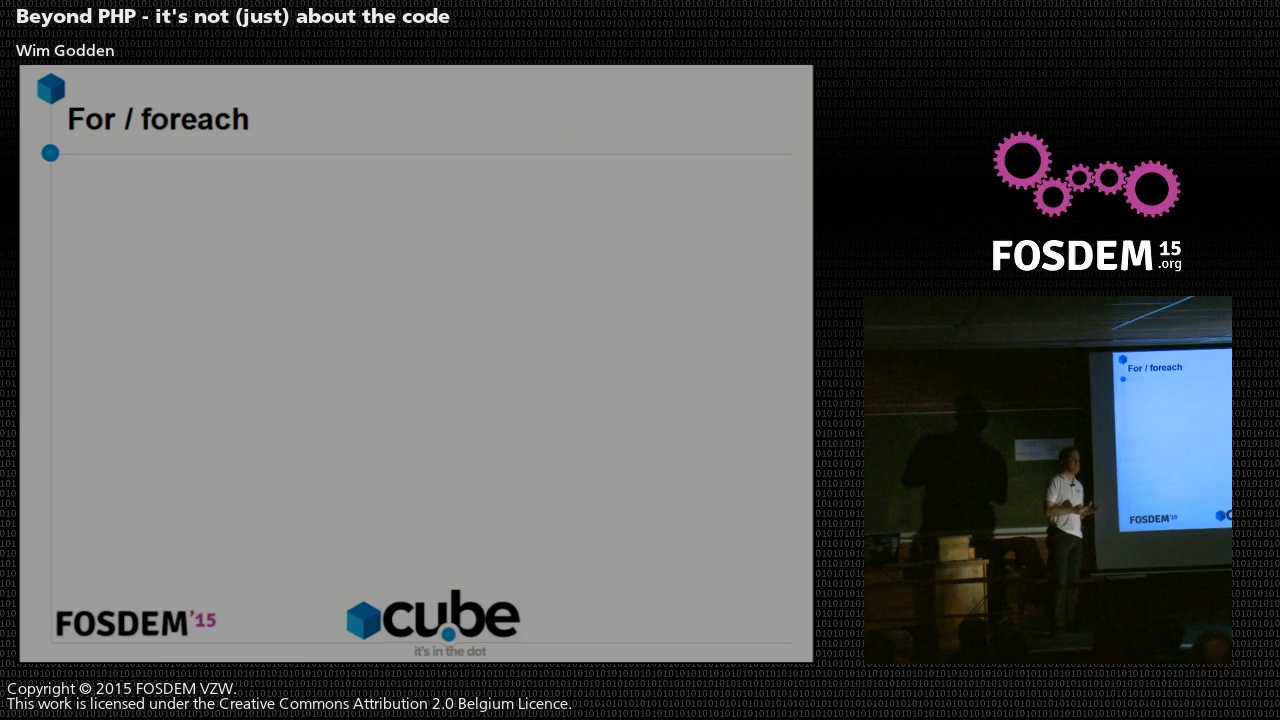 Beyond PHP - it's not (just) about the code
Wim Godden
For / foreach
FOSDEM'15
cu.be
it's in the dot
FOSDEM 15
.org
For / foreach
FOSDEM'15
Copyright © 2015 FOSDEM VZW.
This work is licensed under the Creative Commons Attribution 2.0 Belgium Licence.